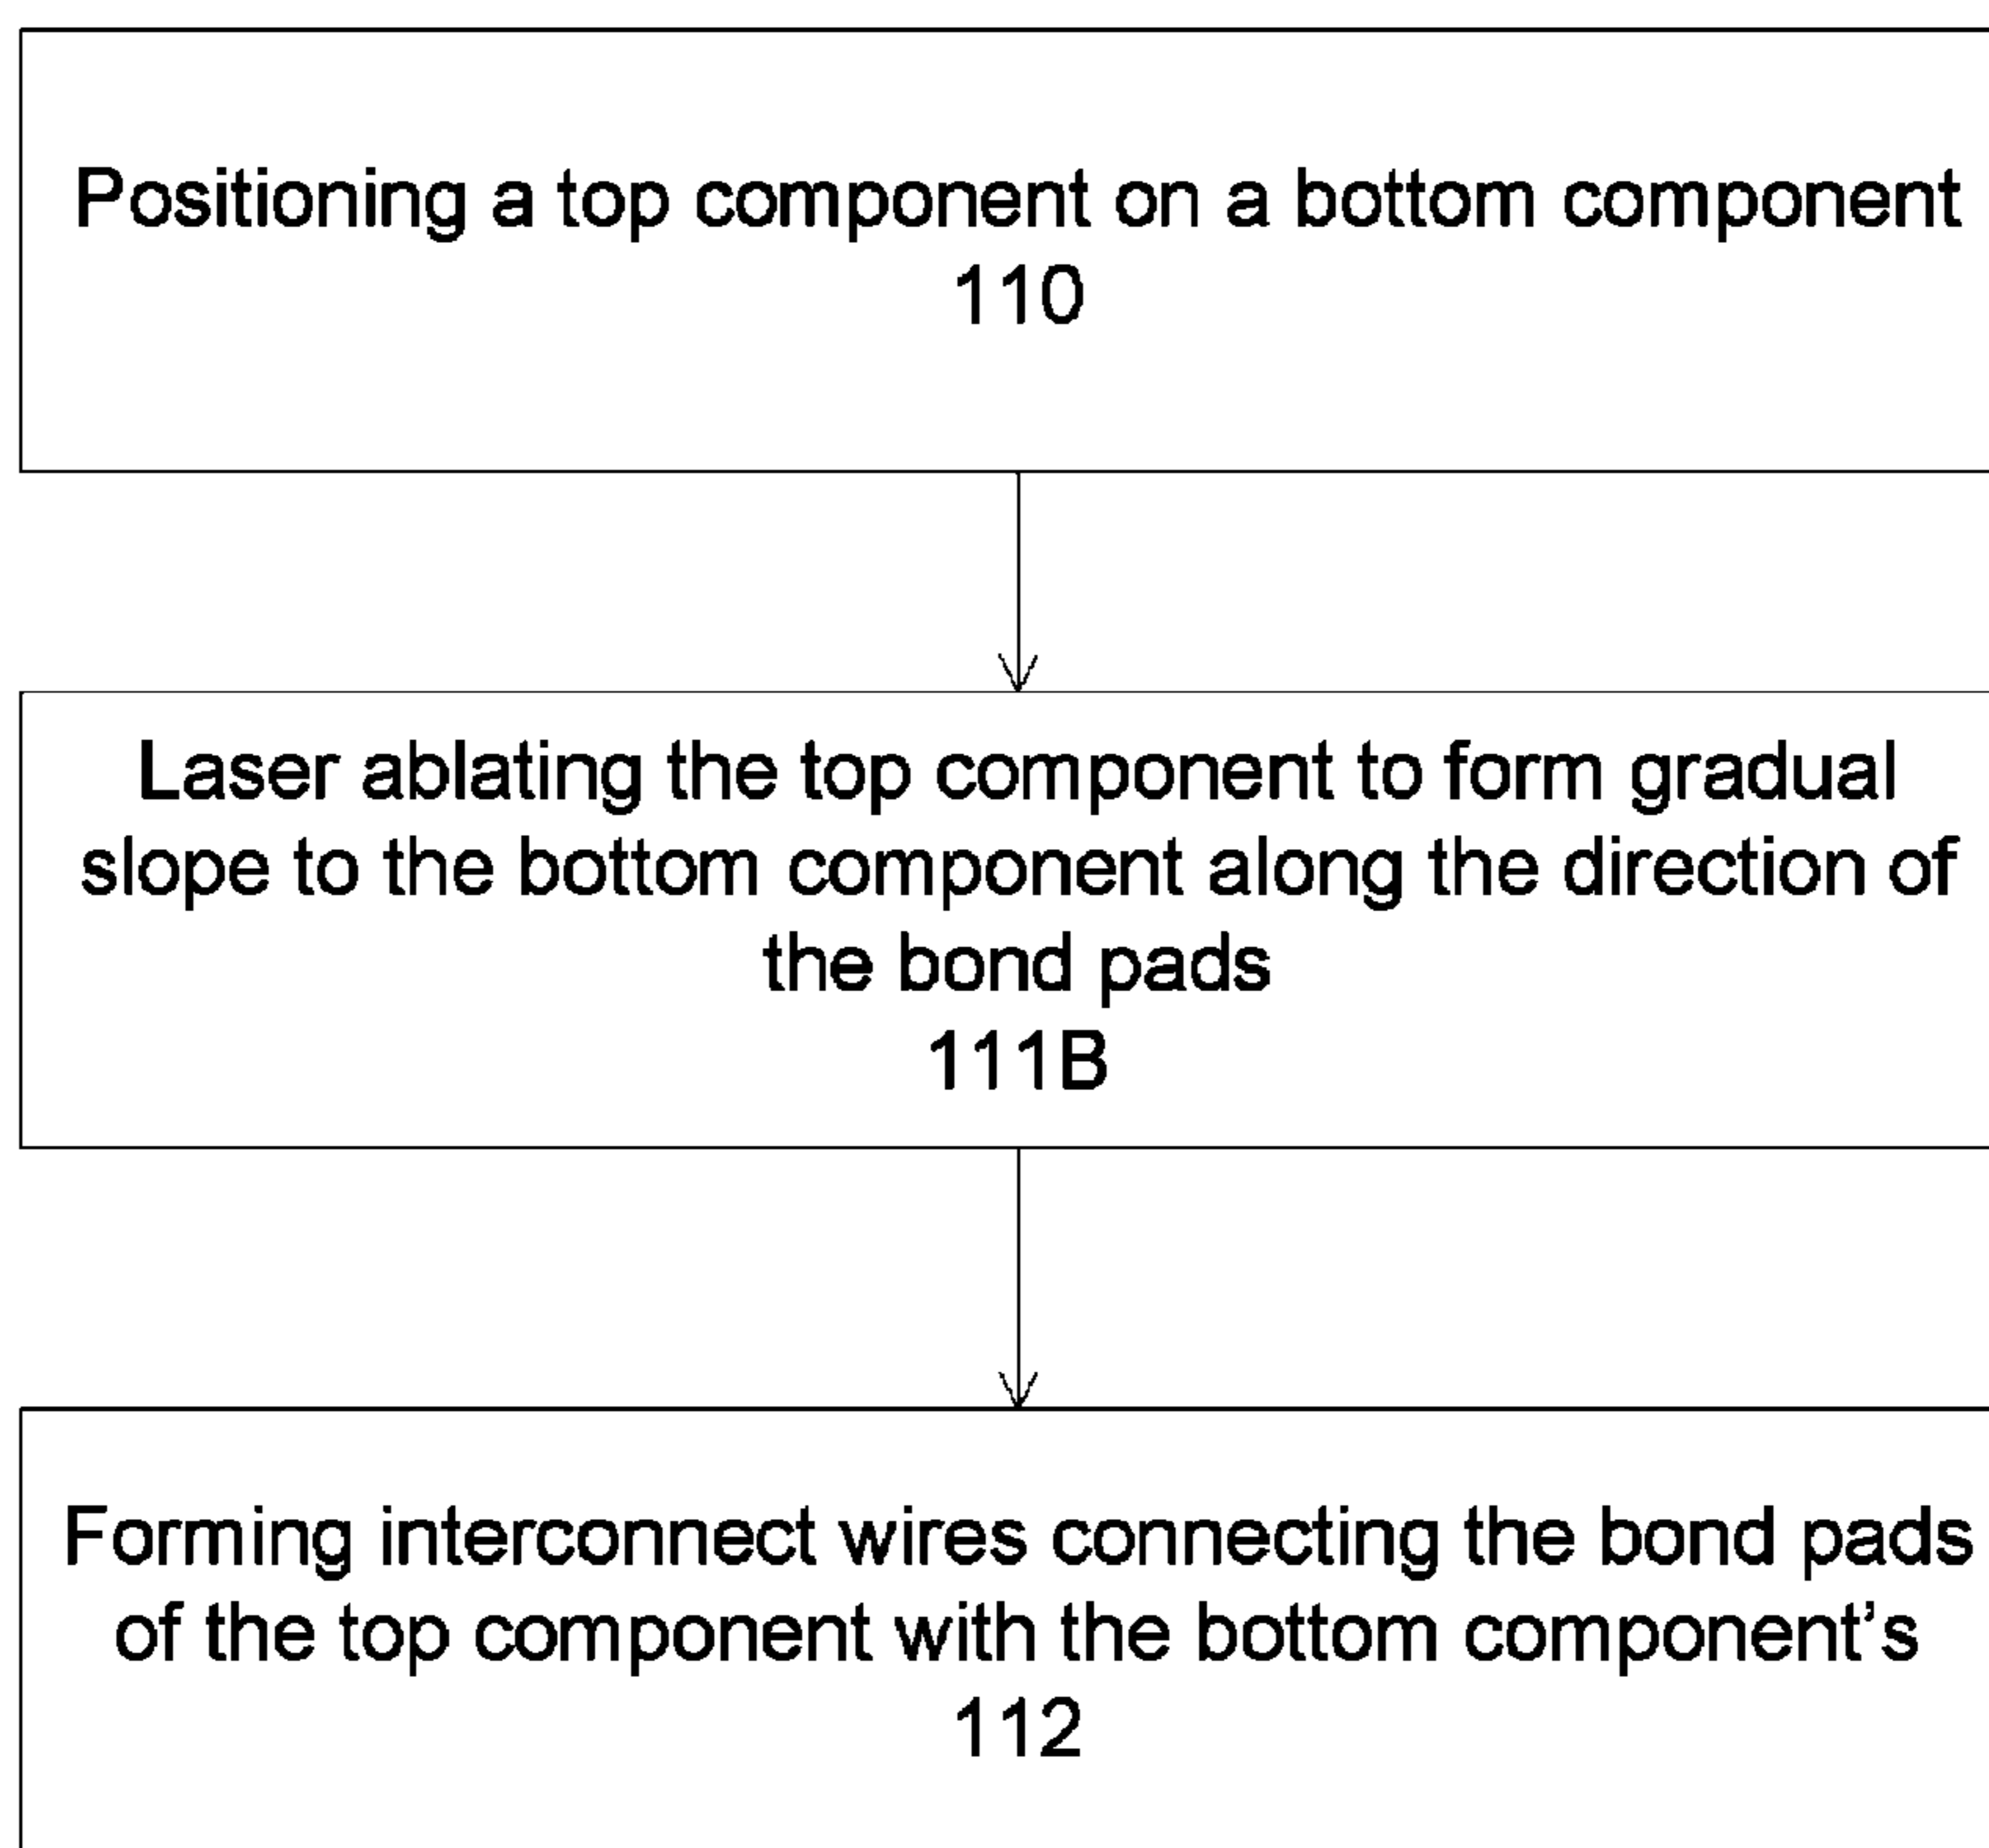 Positioning a top component on a bottom component
110
Laser ablating the top component to form gradual
slope to the bottom component along the direction of
the bond pads
111B
Forming interconnect wires connecting the bond pads
of the top component with the bottom component’s
112